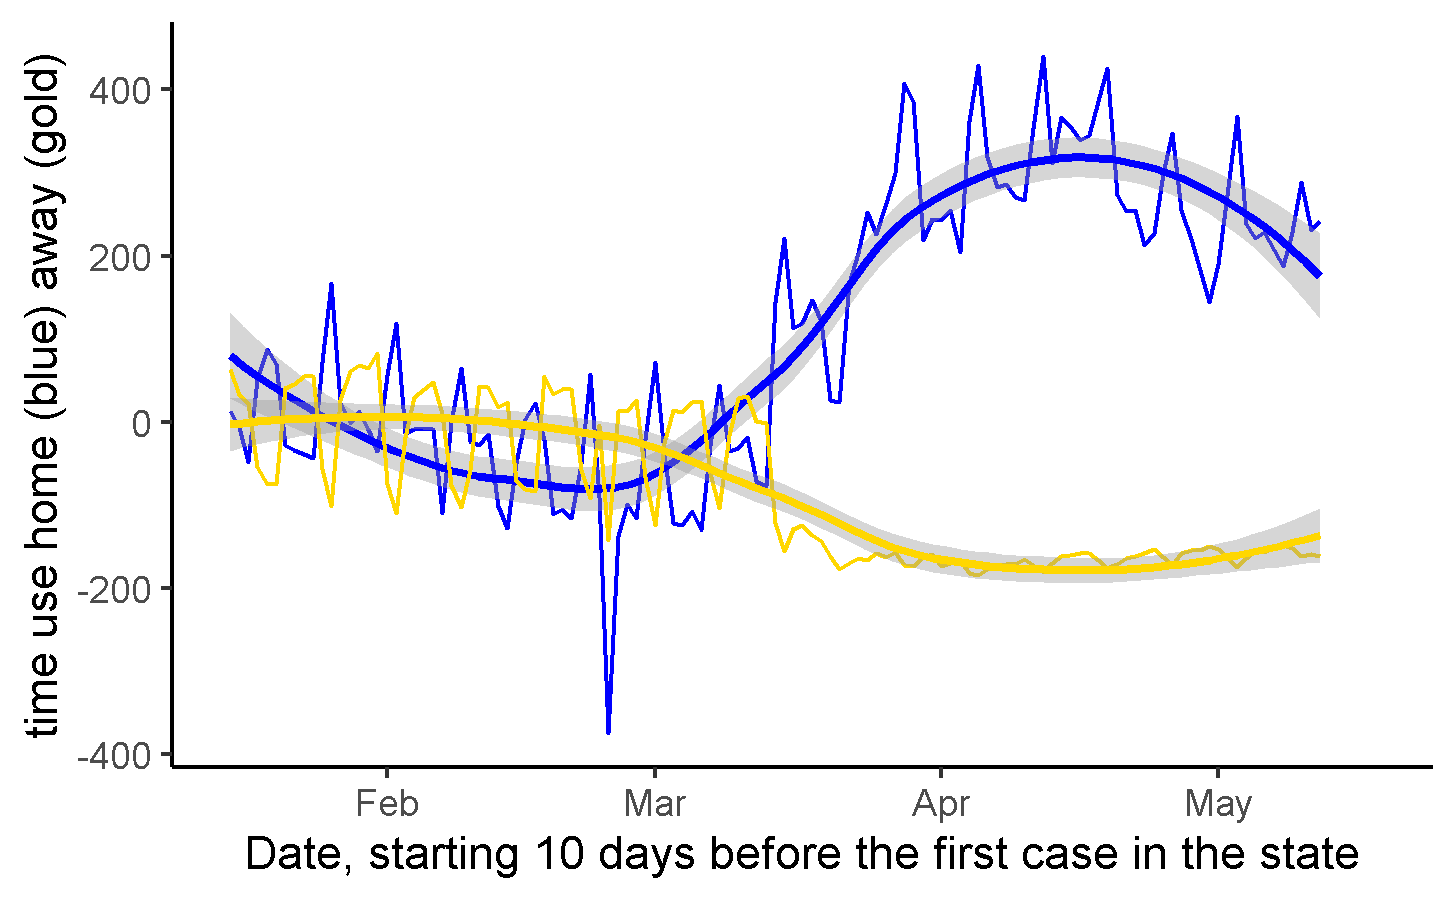 time use home (blue) away (gold)
400
200
0
-200
-400
Feb Mar Apr May
Date, starting 10 days before the first case in the state